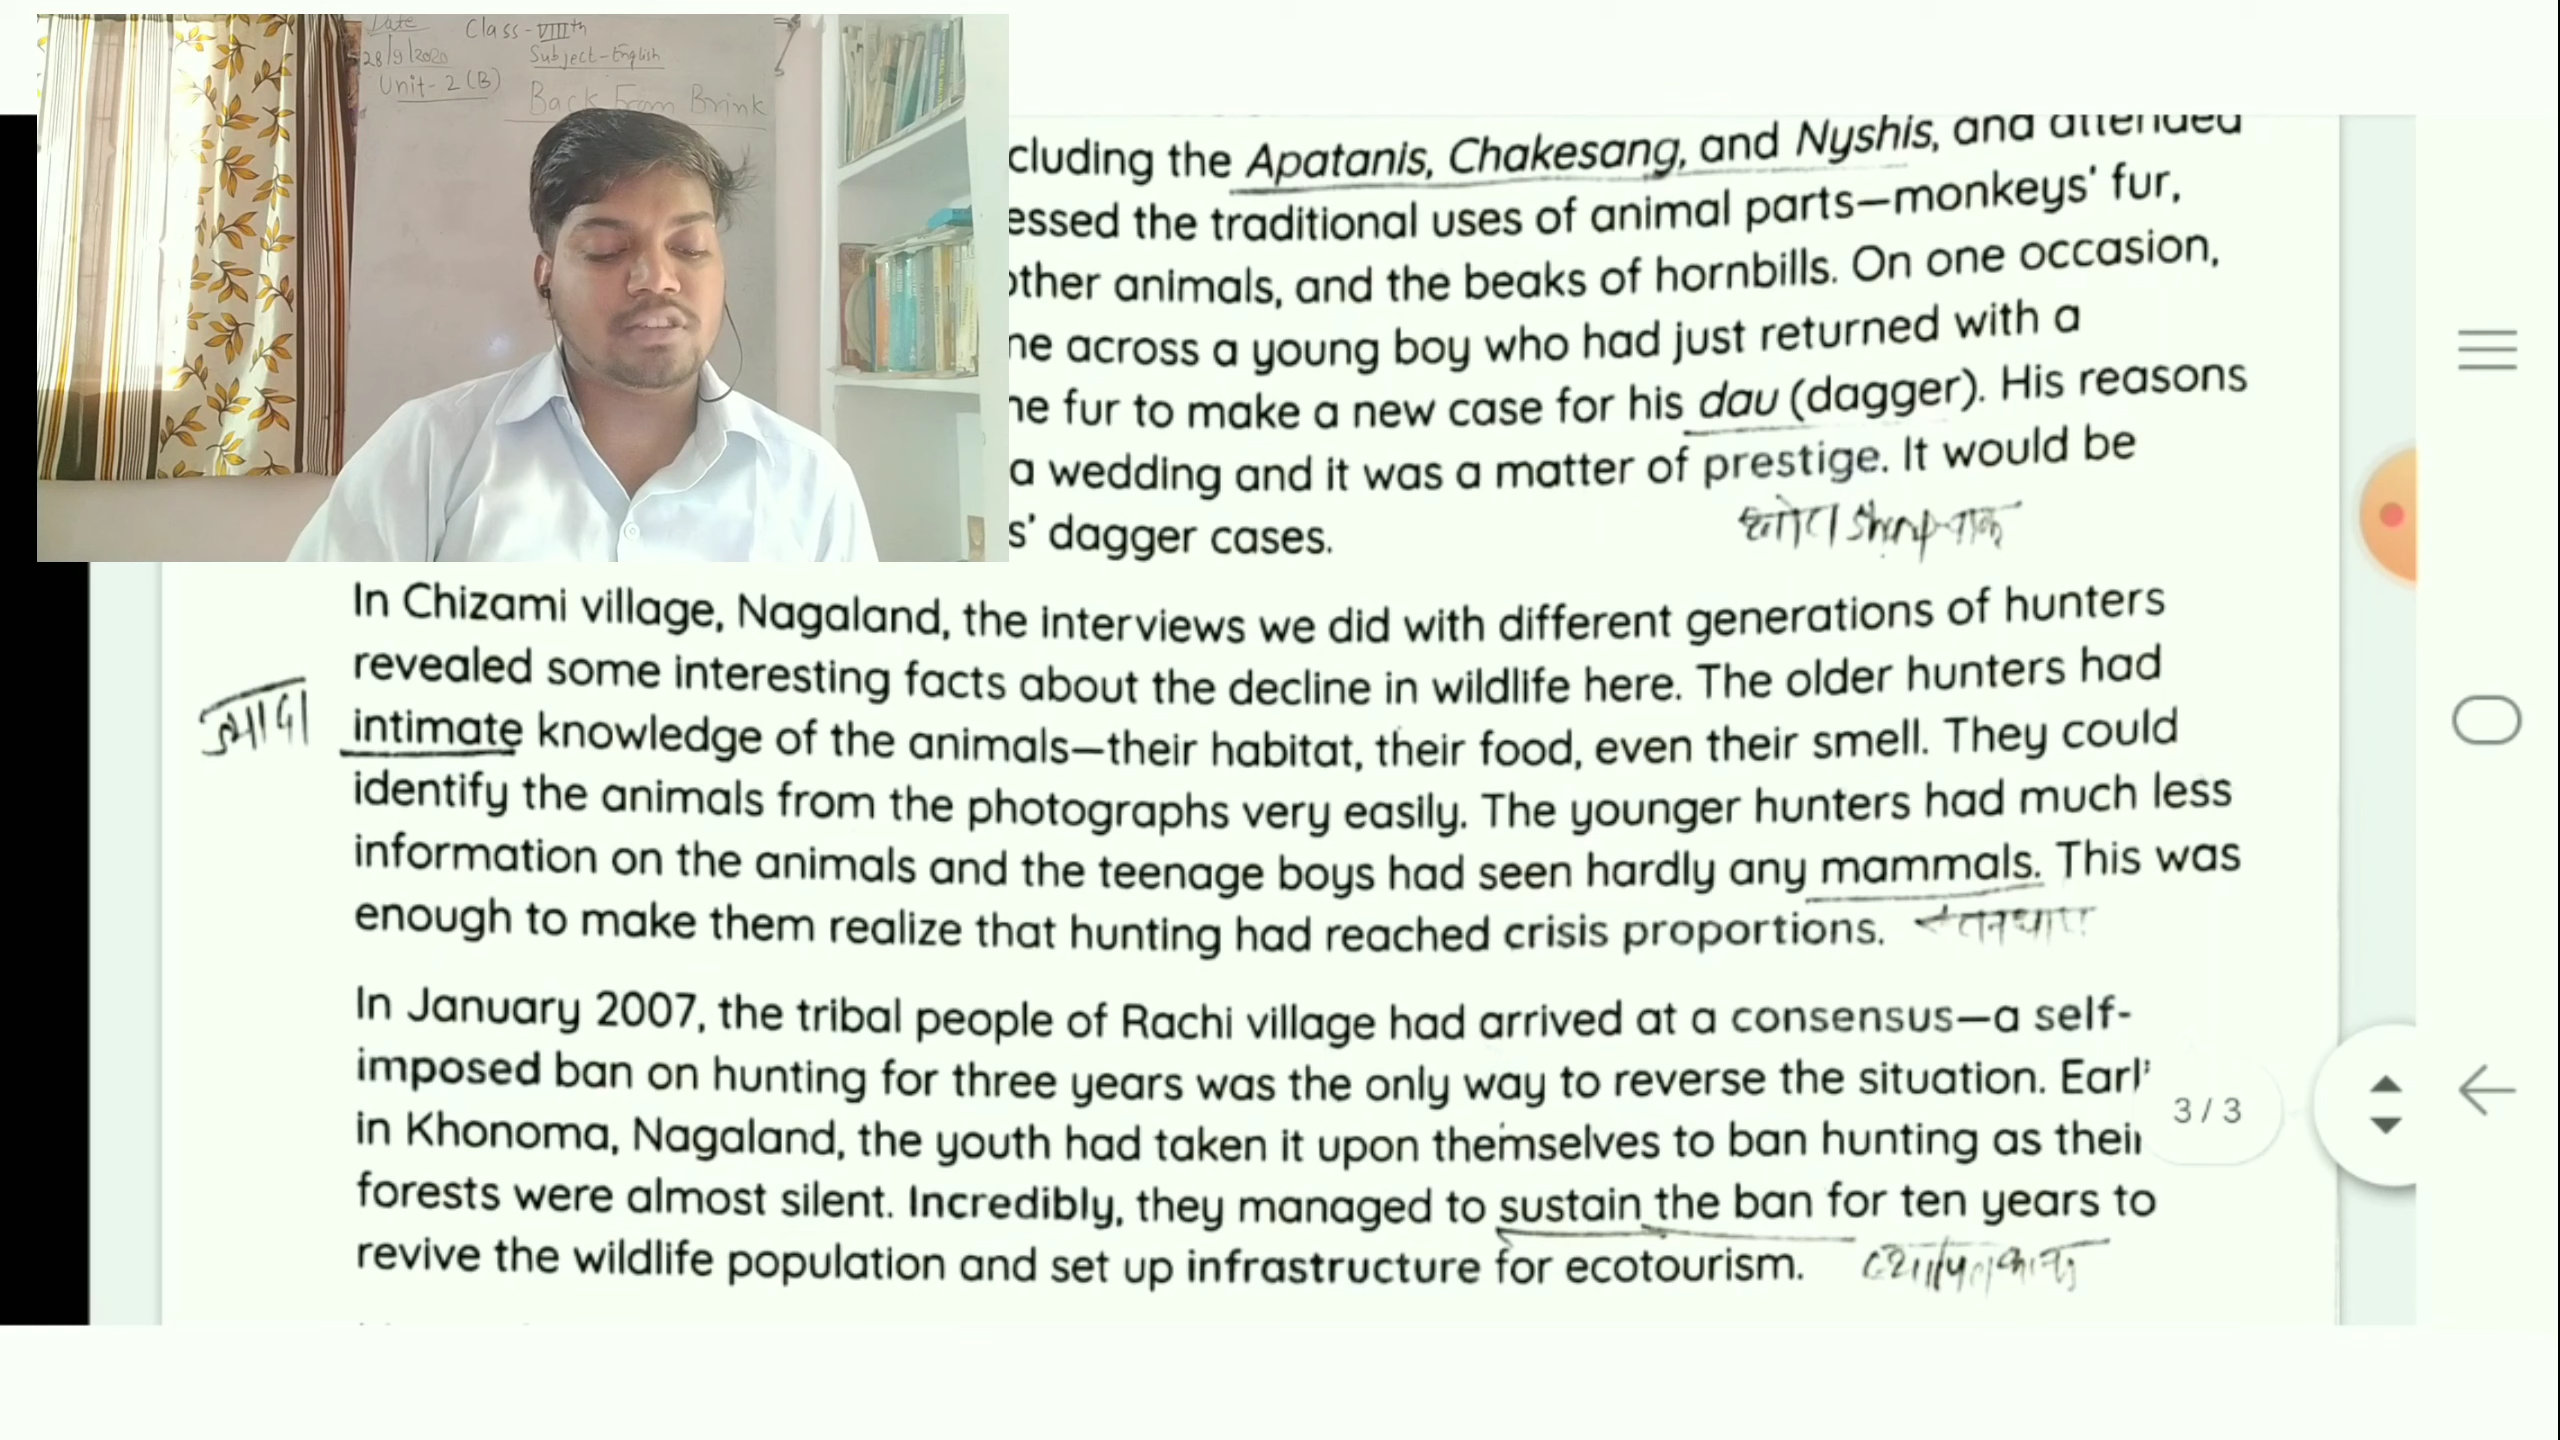 Date
Class-VIIIth
28/9/2020
Subject-English
Unit-2(B)
Back From Brink
cluding the Apatanis, Chakesang, and Nyshis, and attended
essed the traditional uses of animal parts—monkeys' fur,
other animals, and the beaks of hornbills. On one occasion,
ne across a young boy who had just returned with a
he fur to make a new case for his dau (dagger). His reasons
a wedding and it was a matter of prestige. It would be
s' dagger cases.
In Chizami village, Nagaland, the interviews we did with different generations of hunters
revealed some interesting facts about the decline in wildlife here. The older hunters had
intimate knowledge of the animals—their habitat, their food, even their smell. They could
identify the animals from the photographs very easily. The younger hunters had much less
information on the animals and the teenage boys had seen hardly any mammals. This was
enough to make them realize that hunting had reached crisis proportions.
In January 2007, the tribal people of Rachi village had arrived at a consensus—a self-
imposed ban on hunting for three years was the only way to reverse the situation. Earl
in Khonoma, Nagaland, the youth had taken it upon themselves to ban hunting as their
forests were almost silent. Incredibly, they managed to sustain the ban for ten years to
revive the wildlife population and set up infrastructure for ecotourism.
3 / 3